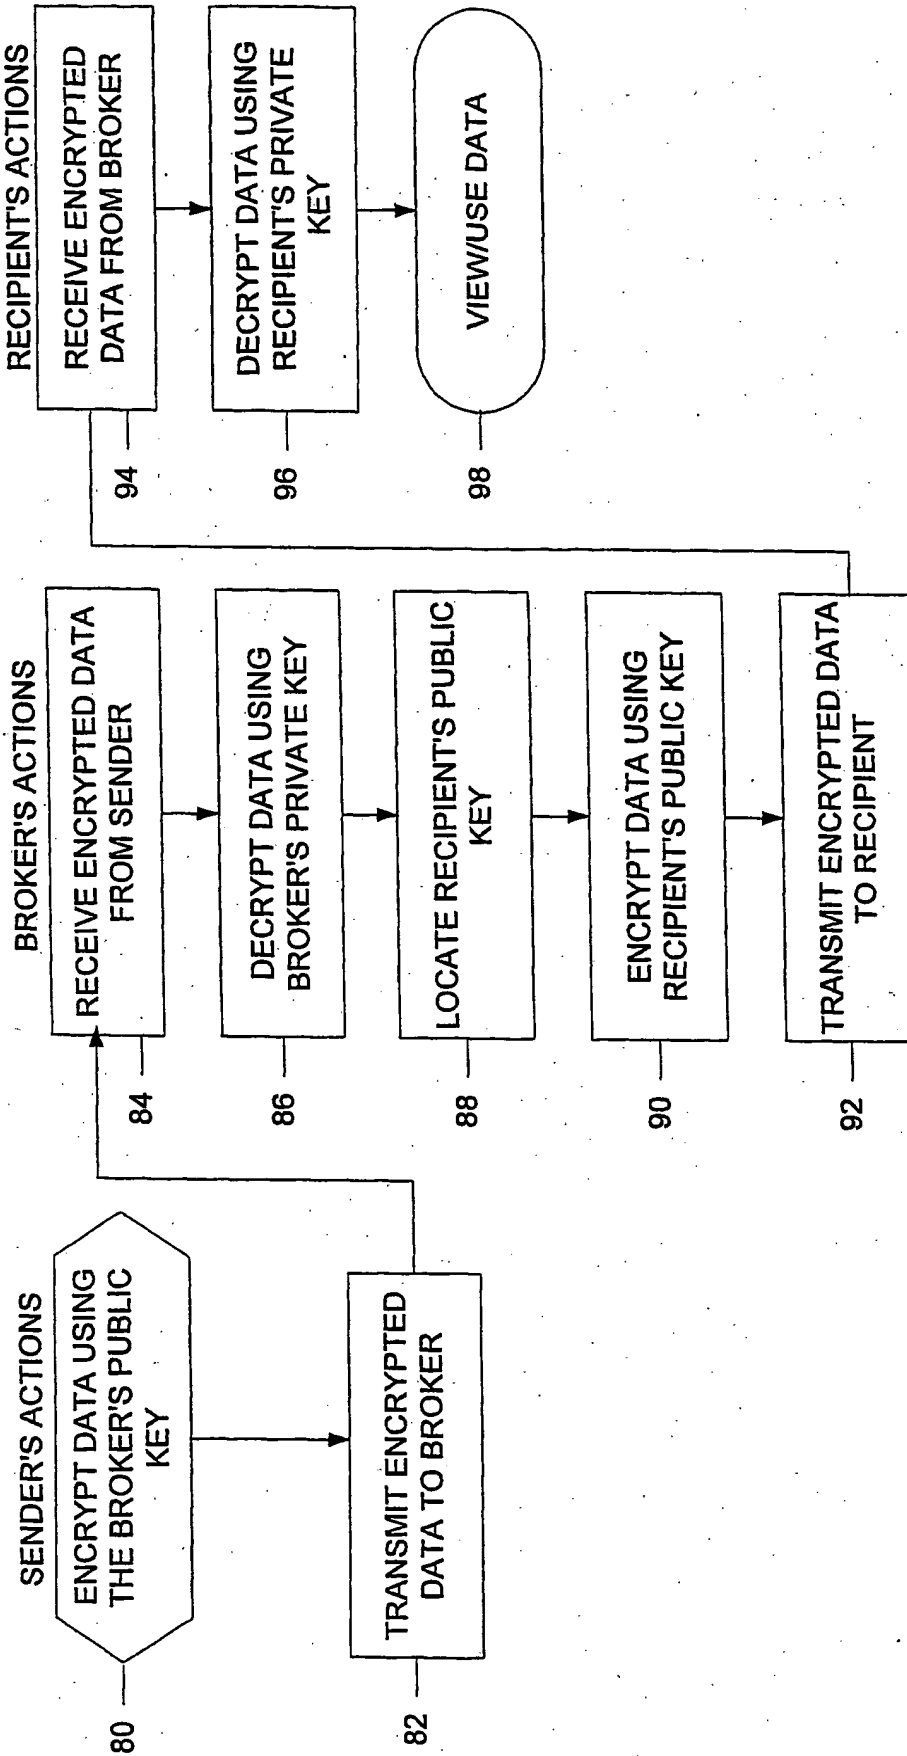 SENDER'S ACTIONS
ENCRYPT DATA USING
THE BROKER'S PUBLIC
KEY
80
TRANSMIT ENCRYPTED
DATA TO BROKER
82
BROKER'S ACTIONS
RECEIVE ENCRYPTED DATA
FROM SENDER
84
DECRYPT DATA USING
BROKER'S PRIVATE KEY
86
LOCATE RECIPIENT'S PUBLIC
KEY
88
ENCRYPT DATA USING
RECIPIENT'S PUBLIC KEY
90
TRANSMIT ENCRYPTED DATA
TO RECIPIENT
92
RECIPIENT'S ACTIONS
RECEIVE ENCRYPTED
DATA FROM BROKER
94
DECRYPT DATA USING
RECIPIENT'S PRIVATE
KEY
96
VIEW/USE DATA
98